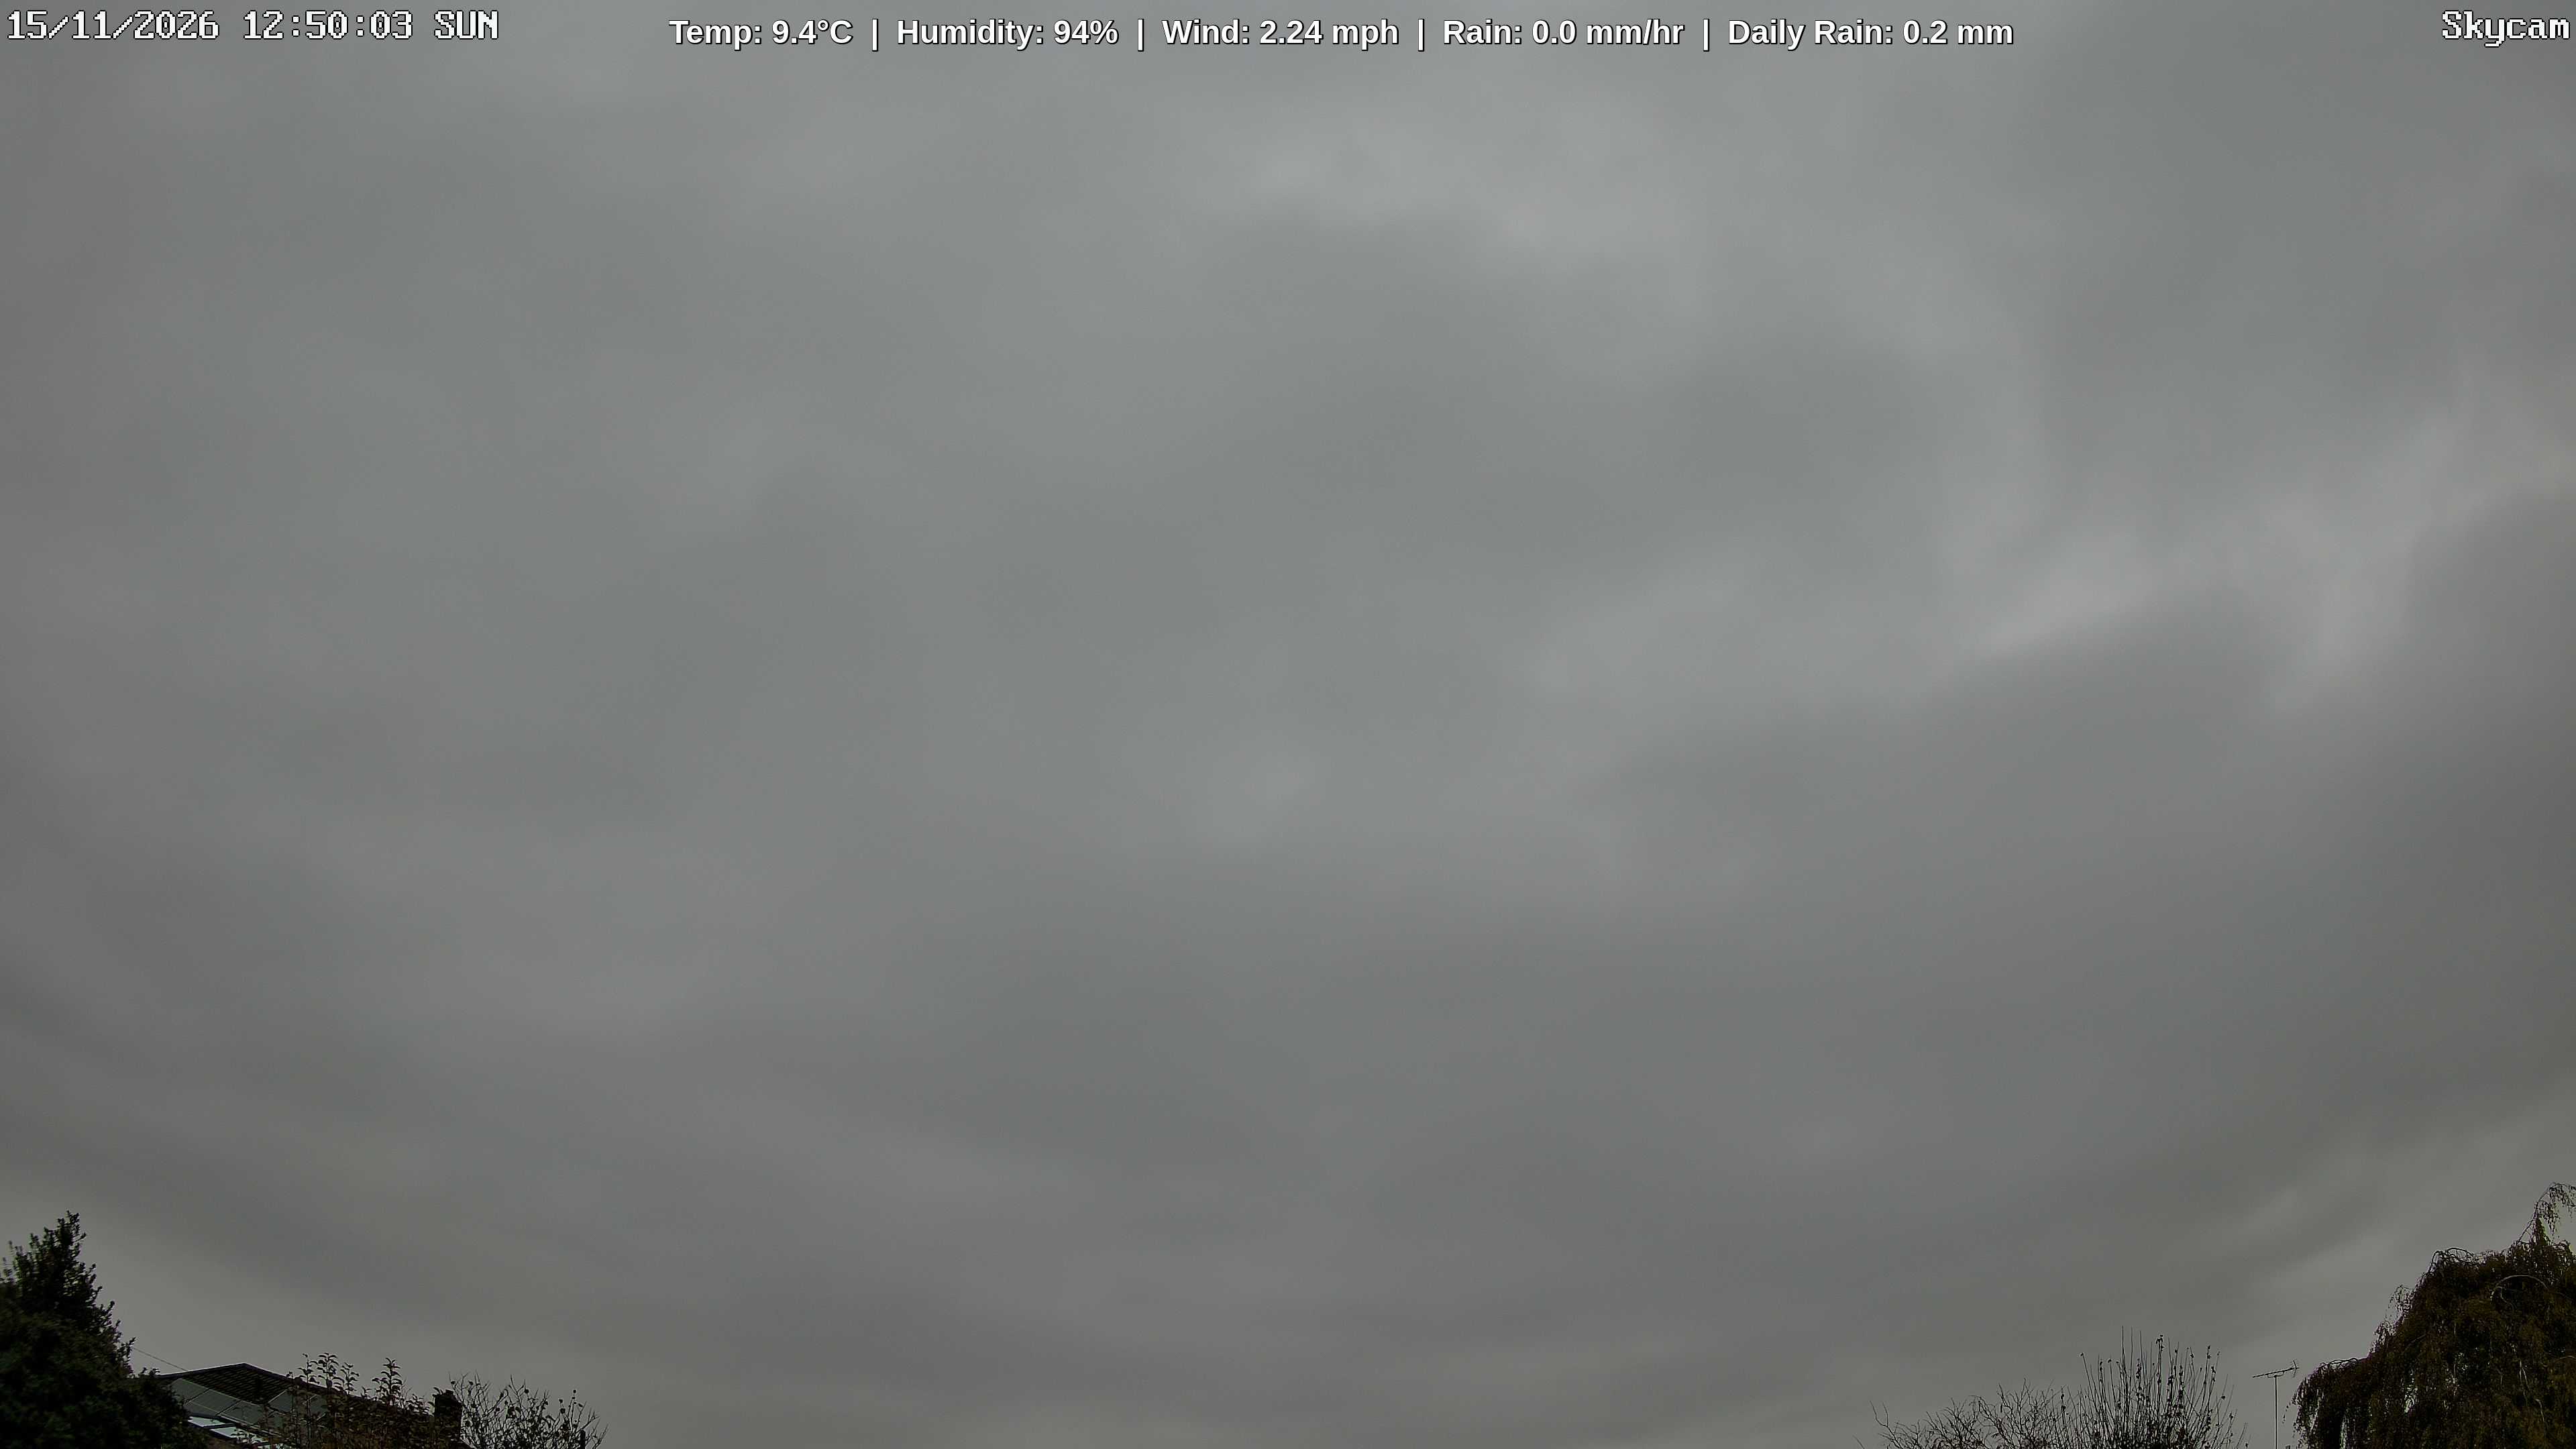 15/11/2026 12:50:03 SUN
Temp: 9.4°C | Humidity: 94% | Wind: 2.24 mph | Rain: 0.0 mm/hr | Daily Rain: 0.2 mm
Skycam